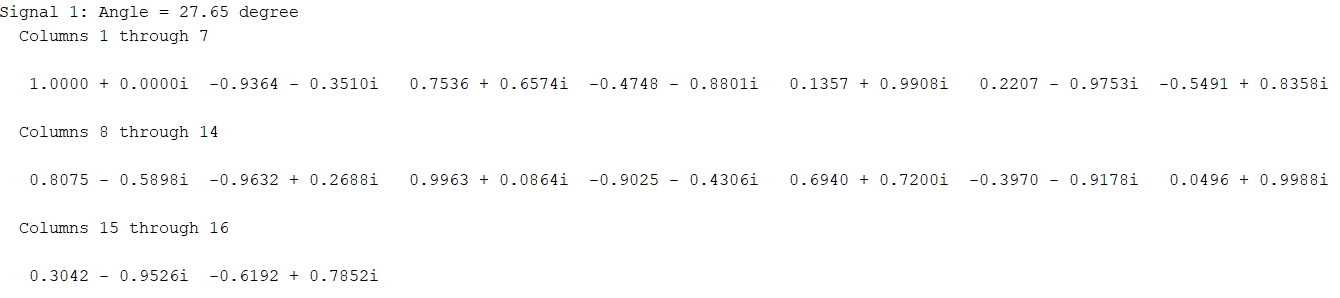 Signal 1: Angle = 27.65 degree
Columns 1 through 7
1.0000 + 0.0000i -0.9364 - 0.3510i 0.7536 + 0.6574i -0.4748 - 0.8801i 0.1357 + 0.9908i 0.2207 - 0.9753i -0.5491 + 0.8358i
Columns 8 through 14
0.8075 - 0.5898i -0.9632 + 0.2688i 0.9963 + 0.0864i -0.9025 - 0.4306i 0.6940 + 0.7200i -0.3970 - 0.9178i 0.0496 + 0.9988i
Columns 15 through 16
0.3042 - 0.9526i -0.6192 + 0.7852i